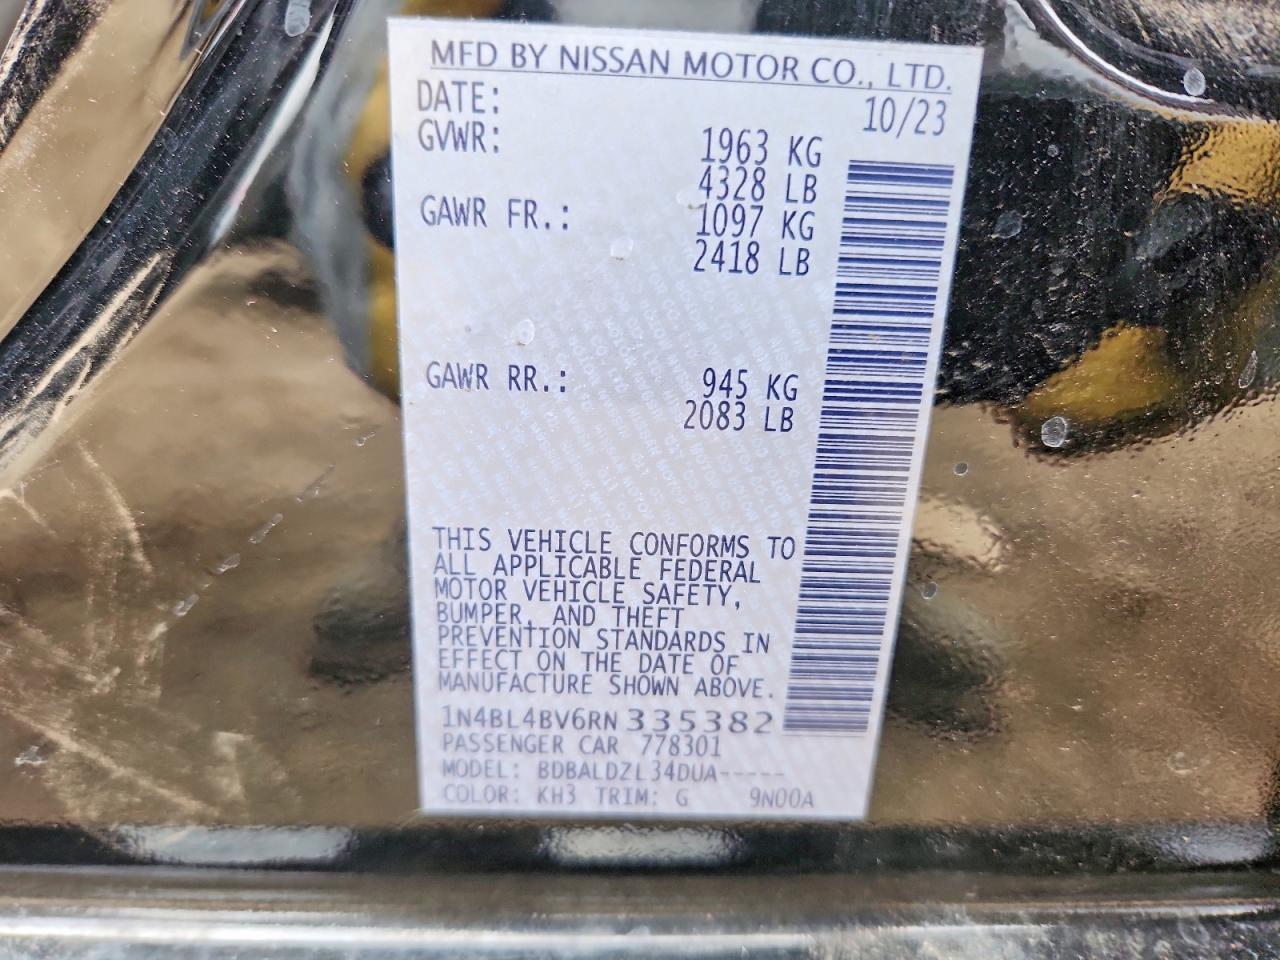 MFD BY NISSAN MOTOR CO., LTD.
DATE: 10/23
GVWR: 1963 KG
4328 LB
GAWR FR.: 1097 KG
2418 LB
GAWR RR.: 945 KG
2083 LB
THIS VEHICLE CONFORMS TO
ALL APPLICABLE FEDERAL
MOTOR VEHICLE SAFETY,
BUMPER, AND THEFT
PREVENTION STANDARDS IN
EFFECT ON THE DATE OF
MANUFACTURE SHOWN ABOVE.
1N4BL4BV6RN335382
PASSENGER CAR 778301
MODEL: BDBALDZL34DUA-----
COLOR: KH3 TRIM: G 9N00A